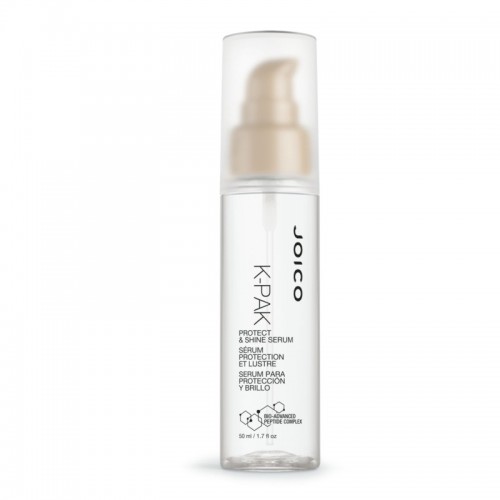 JOICO
K-PAK
PROTECT
& SHINE SERUM
SÉRUM
PROTECTION
ET LUSTRE
SERUM PARA
PROTECCIÓN
Y BRILLO
BIO-ADVANCED
PEPTIDE COMPLEX
50 ml / 1.7 fl oz